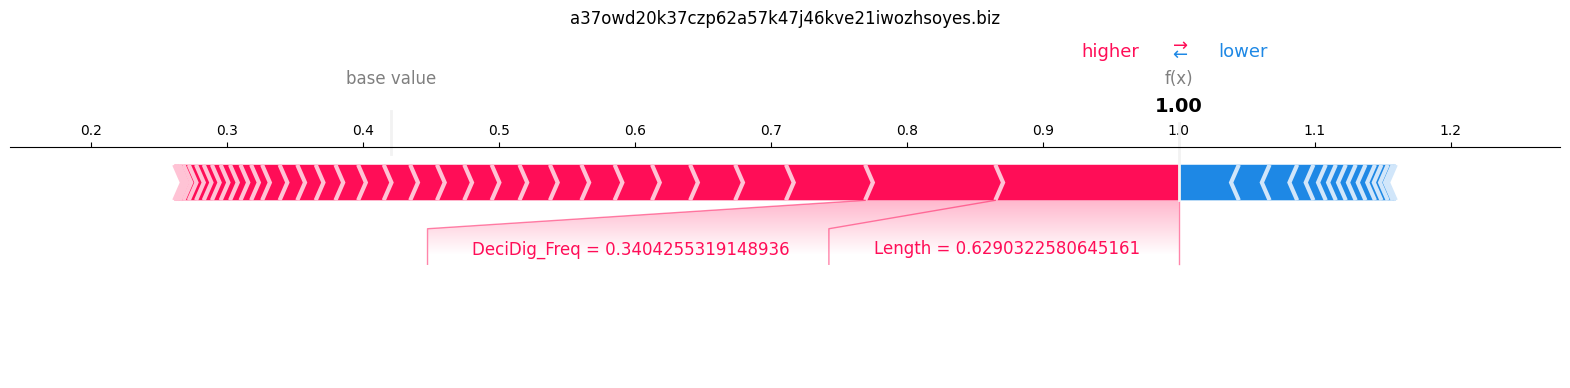 a37owd20k37czp62a57k47j46kve21iwozhsoyes.biz
higher → ← lower
base value f(x)
1.00
0.2 0.3 0.4 0.5 0.6 0.7 0.8 0.9 1.0 1.1 1.2
DeciDig_Freq = 0.3404255319148936 Length = 0.6290322580645161